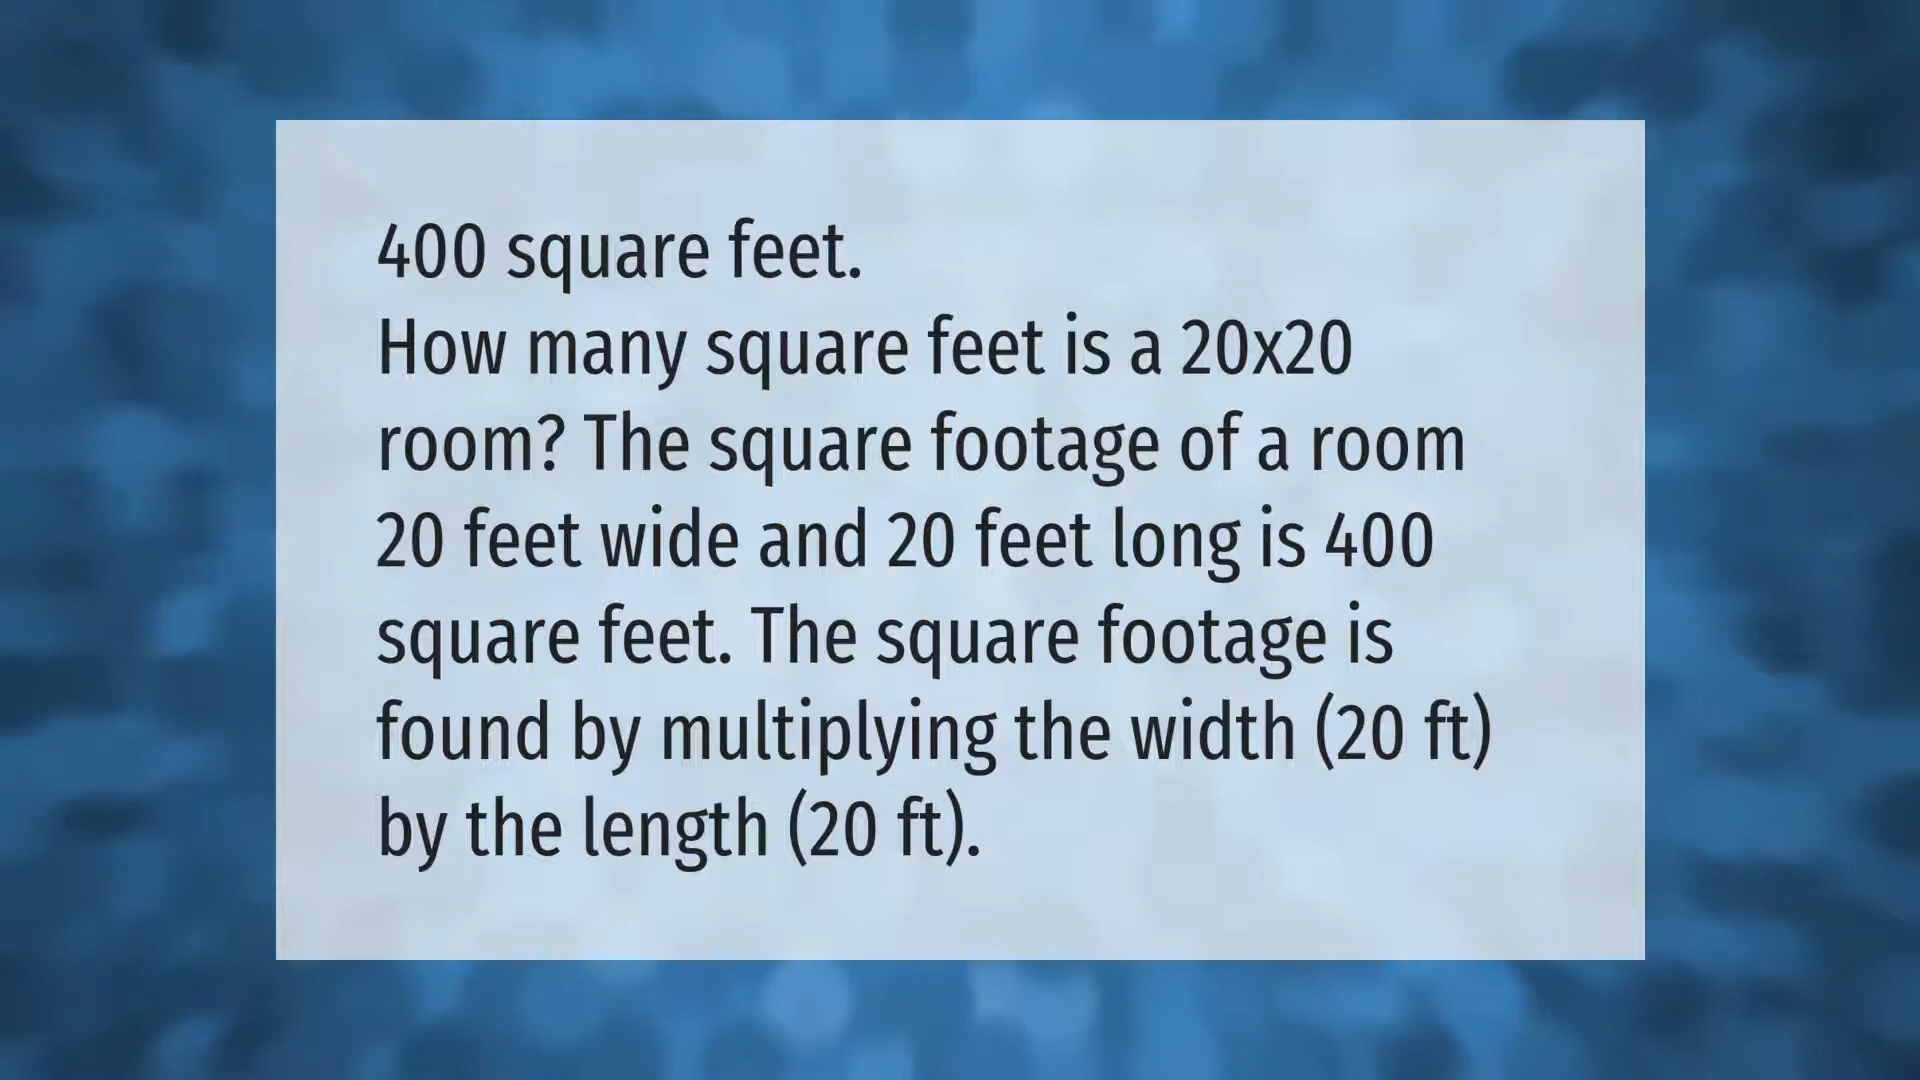 400 square feet.
How many square feet is a 20x20
room? The square footage of a room
20 feet wide and 20 feet long is 400
square feet. The square footage is
found by multiplying the width (20 ft)
by the length (20 ft).